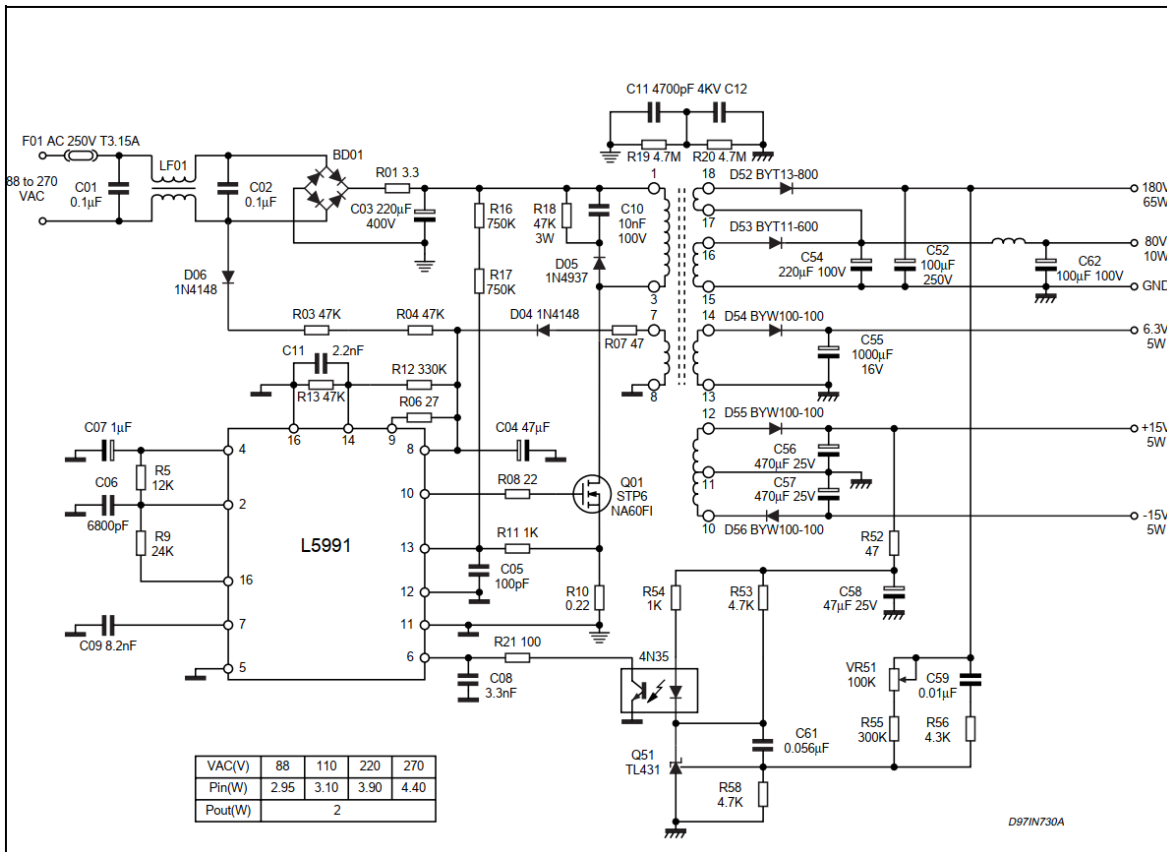 C11 4700pF 4KV C12
R19 4.7M
R20 4.7M
F01 AC 250V T3.15A
LF01
BD01
R01 3.3
88 to 270
VAC
C01
0.1µF
C02
0.1µF
C03 220µF
400V
R16
750K
R17
750K
R18
47K
3W
C10
10nF
100V
D05
1N4937
1
3
7
8
18
17
16
15
14
13
12
11
10
D52 BYT13-800
D53 BYT11-600
C54
220µF 100V
C52
100µF
250V
C62
100µF 100V
180V
65W
80V
10W
GND
D54 BYW100-100
C55
1000µF
16V
6.3V
5W
D55 BYW100-100
C56
470µF 25V
C57
470µF 25V
D56 BYW100-100
+15V
5W
-15V
5W
D06
1N4148
R03 47K
R04 47K
D04 1N4148
R07 47
C11
2.2nF
R13 47K
R12 330K
R06 27
C04 47µF
16
14
9
C07 1µF
R5
12K
C06
6800pF
R9
24K
C09 8.2nF
4
2
16
7
5
L5991
8
10
13
12
11
6
R08 22
Q01
STP6
NA60FI
R11 1K
C05
100pF
R10
0.22
R21 100
C08
3.3nF
4N35
R54
1K
R53
4.7K
R52
47
C58
47µF 25V
VR51
100K
C59
0.01µF
R55
300K
R56
4.3K
C61
0.056µF
Q51
TL431
R58
4.7K
VAC(V) 88 110 220 270
Pin(W) 2.95 3.10 3.90 4.40
Pout(W) 2
D97IN730A